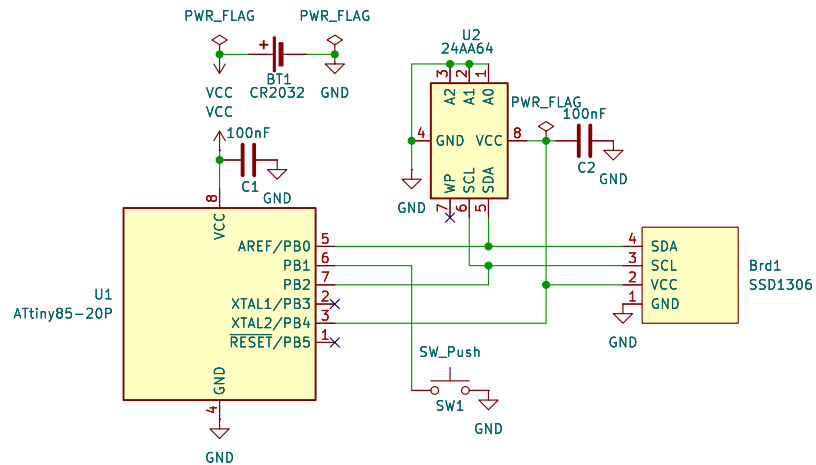 PWR_FLAG PWR_FLAG
+
BT1
CR2032
VCC
GND
VCC
100nF
C1
GND
U2
24AA64
3 2 1
A2 A1 A0
4 GND VCC 8
WP SCL SDA
7 6 5
GND
PWR_FLAG
100nF
C2
GND
8
VCC
U1
ATtiny85-20P
AREF/PB0 5
PB1 6
PB2 7
XTAL1/PB3 2
XTAL2/PB4 3
RESET/PB5 1
GND
4
GND
4 SDA
3 SCL
2 VCC
1 GND
Brd1
SSD1306
GND
SW_Push
SW1
GND